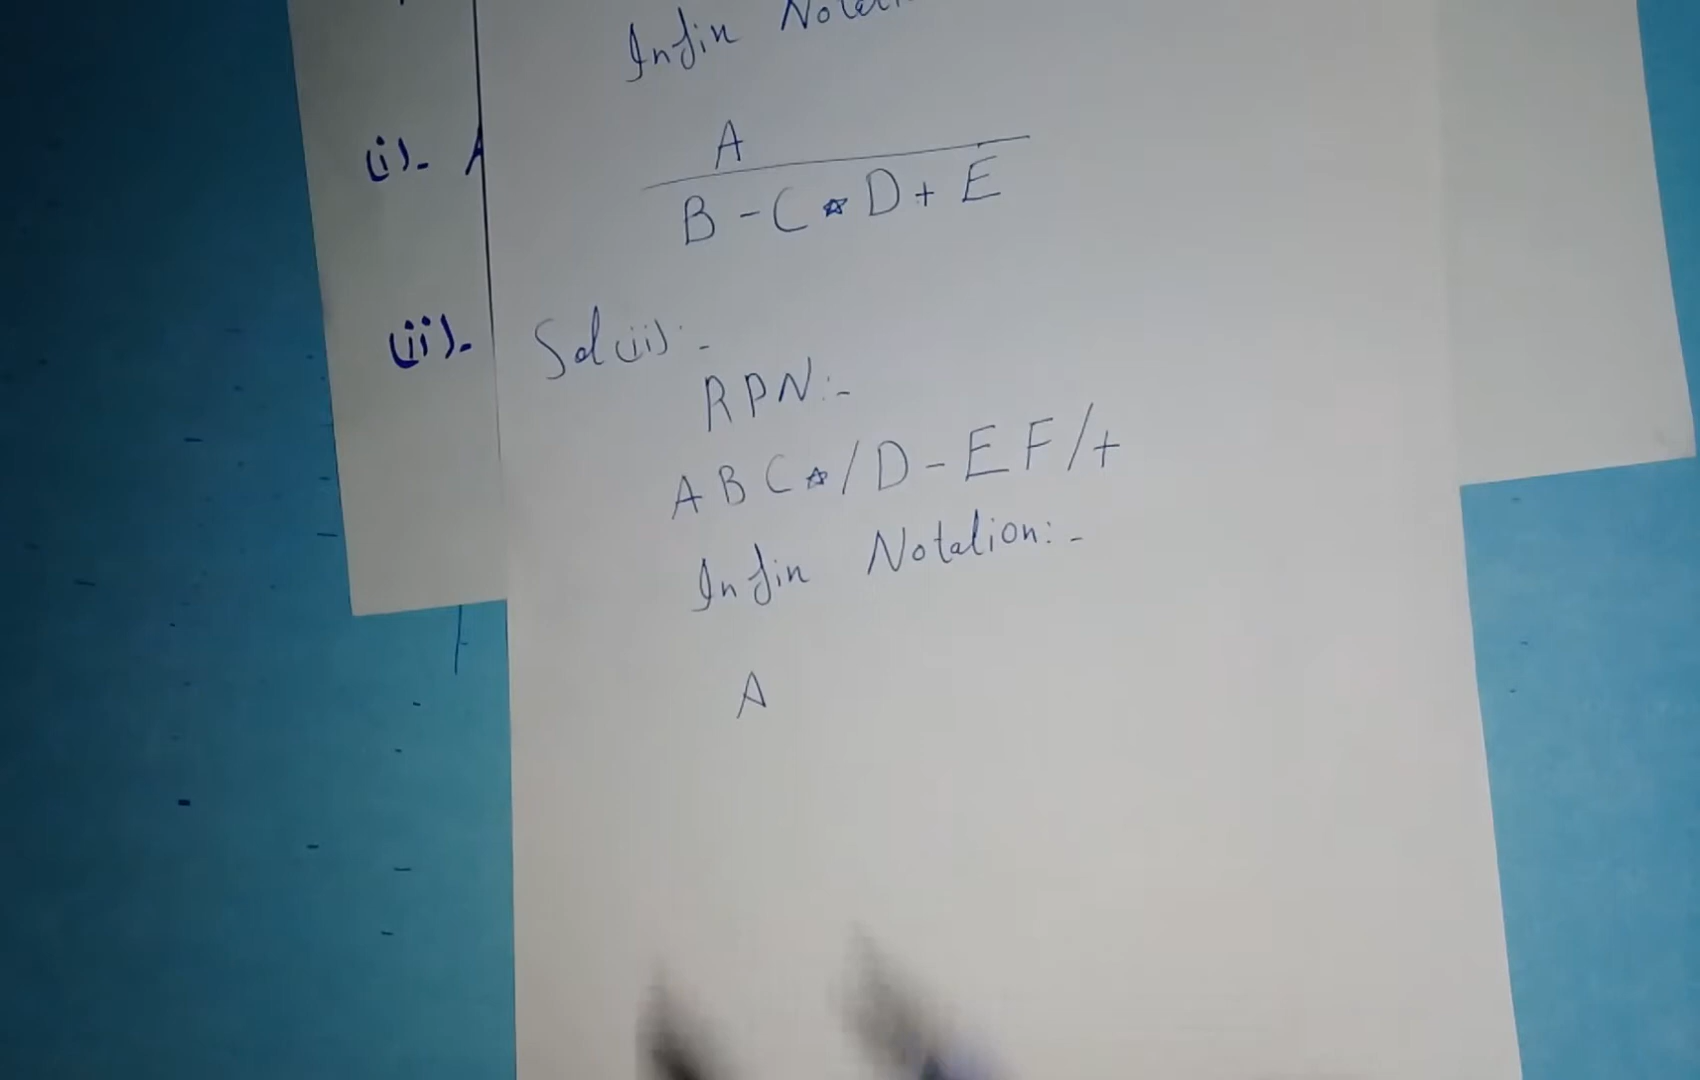 Infix
(i)- A
A
B - C * D + E
(ii)-
Sol (ii) :-
RPN:-
A B C * / D - E F / +
Infix Notation:-
A